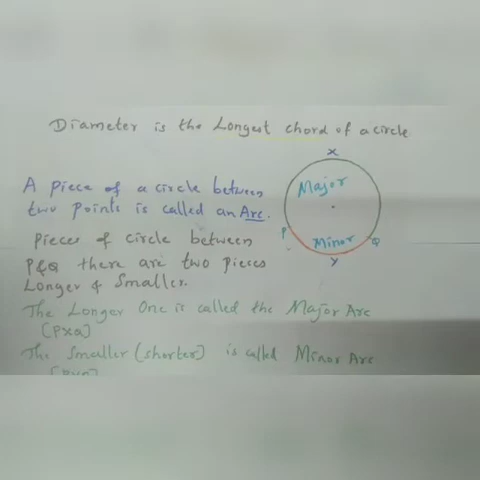 Diameter is the Longest chord of a circle
X
Major
A piece of a circle between
two points is called an Arc.
P
Minor
Q
Y
pieces of circle between
P&Q there are two pieces
Longer & Smaller.
The Longer One is called the Major Arc
[PXQ]
The Smaller (shorter) is called Minor Arc